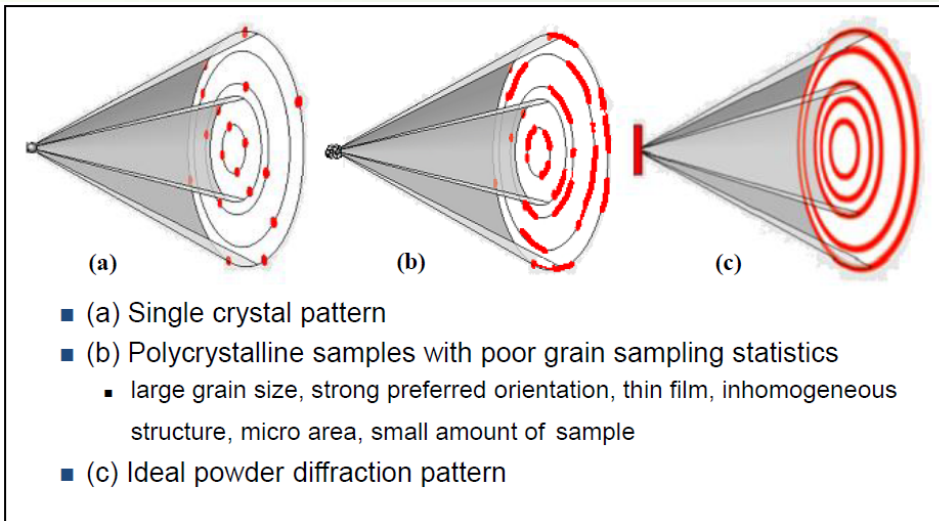 (a) (b) (c)
(a) Single crystal pattern
(b) Polycrystalline samples with poor grain sampling statistics
large grain size, strong preferred orientation, thin film, inhomogeneous
structure, micro area, small amount of sample
(c) Ideal powder diffraction pattern